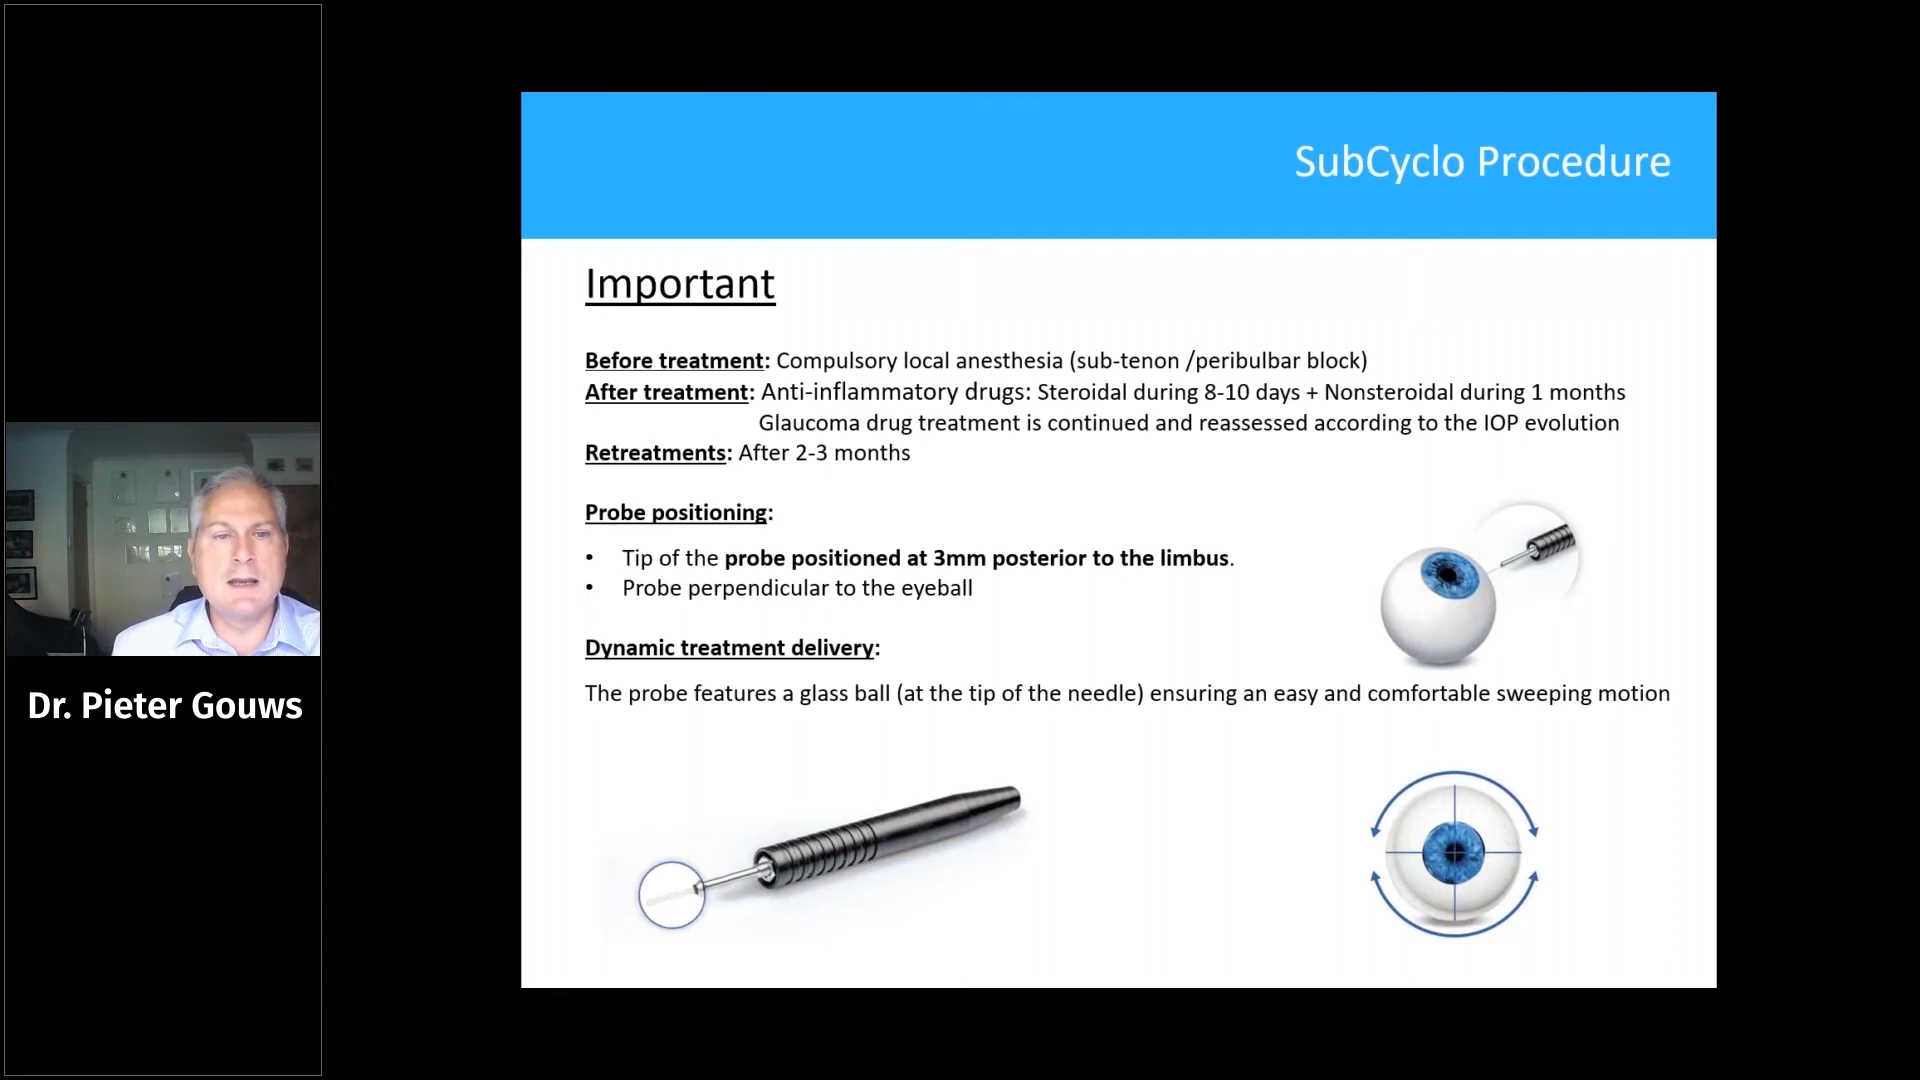 SubCyclo Procedure
Important
Before treatment: Compulsory local anesthesia (sub-tenon /peribulbar block)
After treatment: Anti-inflammatory drugs: Steroidal during 8-10 days + Nonsteroidal during 1 months
Glaucoma drug treatment is continued and reassessed according to the IOP evolution
Retreatments: After 2-3 months
Probe positioning:
• Tip of the probe positioned at 3mm posterior to the limbus.
• Probe perpendicular to the eyeball
Dynamic treatment delivery:
The probe features a glass ball (at the tip of the needle) ensuring an easy and comfortable sweeping motion
Dr. Pieter Gouws